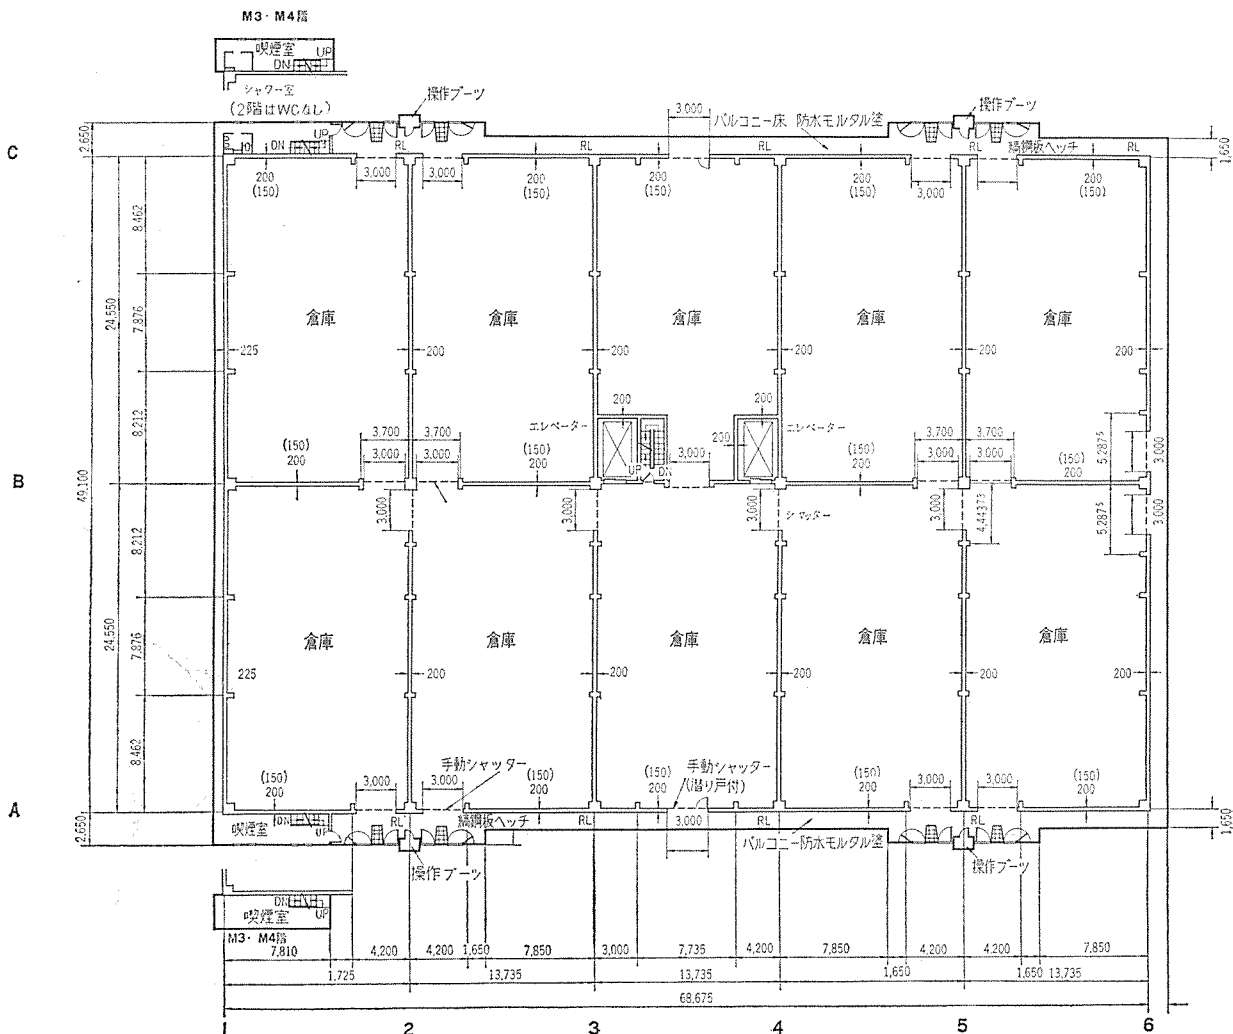 M3・M4階
喫煙室
UP
DN
シャワー室
(2階はWCなし)
操作ブーツ
3,000
バルコニー床 防水モルタル塗
操作ブーツ
2,650
C
UP
DN
RL
RL
RL
RL
縞鋼板ヘッチ
RL
1,650
200
(150)
3,000
3,000
200
(150)
200
(150)
200
(150)
3,000
200
(150)
8,462
24,550
7,876
倉庫
倉庫
倉庫
倉庫
倉庫
225
200
200
200
200
200
8,212
(150)
200
3,700
3,700
3,000
3,000
エレベーター
(150)
200
200
200
200
UP
DN
3,000
エレベーター
(150)
200
3,700
3,700
3,000
3,000
(150)
200
5,2875
3,000
B
49,100
3,000
3,000
3,000
シャッター
3,000
4,44375
5,2875
3,000
8,212
24,550
7,876
倉庫
倉庫
倉庫
倉庫
倉庫
225
200
200
200
200
200
8,462
(150)
200
3,000
手動シャッター
3,000
(150)
200
(150)
200
手動シャッター
(潜り戸付)
(150)
200
3,000
3,000
(150)
200
A
2,650
喫煙室
DN
UP
RL
縞鋼板ヘッチ
RL
3,000
RL
RL
1,650
操作ブーツ
バルコニー防水モルタル塗
操作ブーツ
DN
UP
喫煙室
M3・M4階
7,810
4,200
4,200
1,650
7,850
3,000
7,735
4,200
7,850
4,200
4,200
7,850
1,725
13,735
13,735
1,650
1,650
13,735
68,675
1
2
3
4
5
6